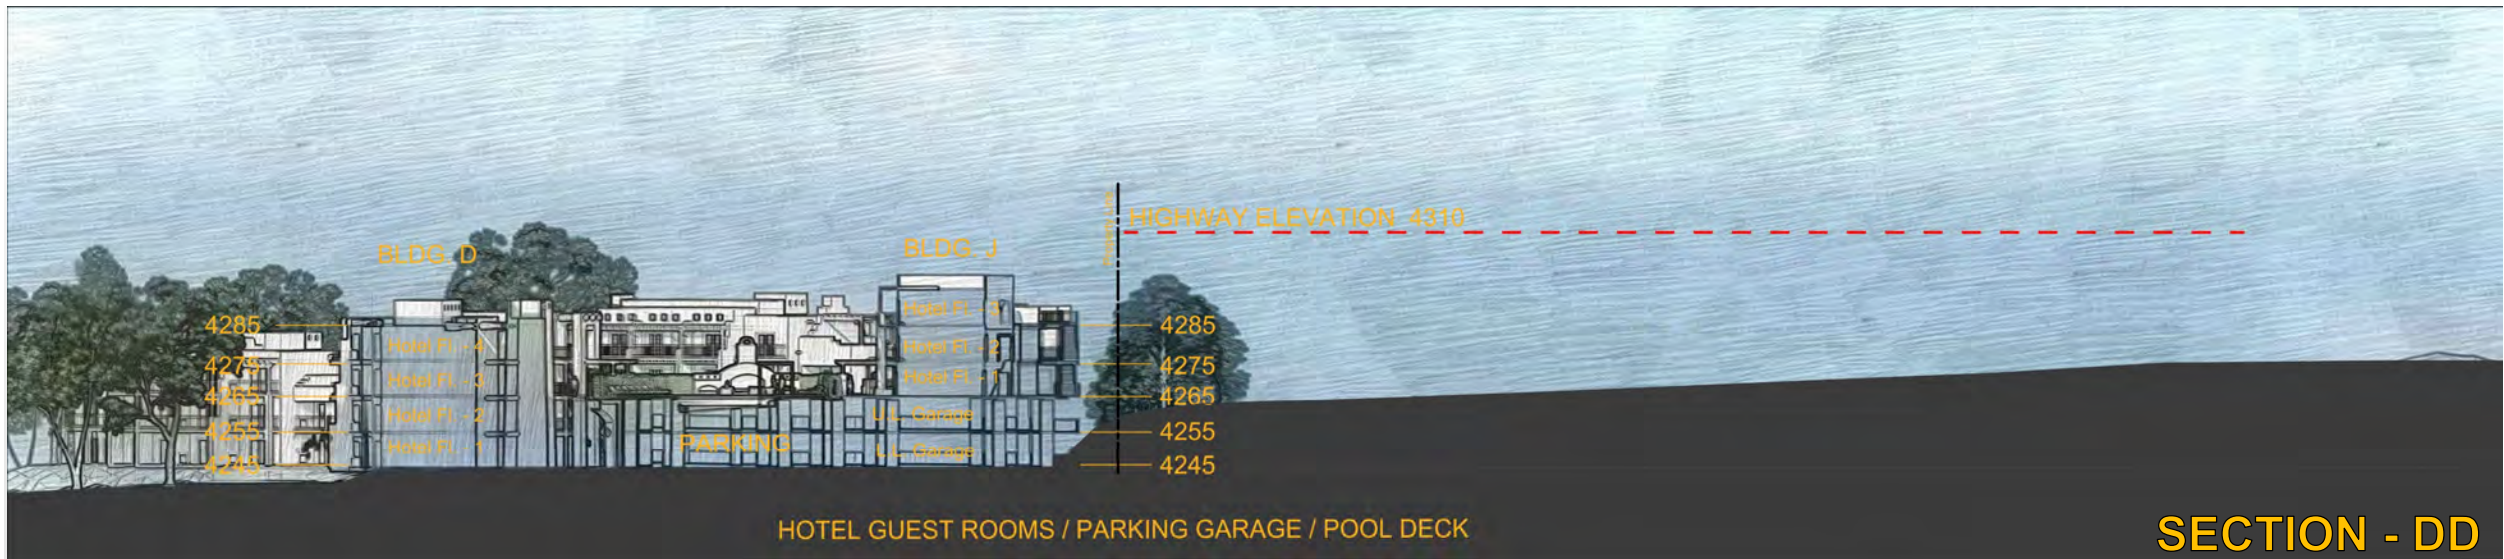 Property Line
HIGHWAY ELEVATION 4310
BLDG. D
BLDG. J
Hotel Fl. - 3
4285
4285
Hotel Fl. - 4
Hotel Fl. - 2
4275
4275
Hotel Fl. - 3
Hotel Fl. - 1
4265
4265
Hotel Fl. - 2
U.L. Garage
4255
4255
Hotel Fl. - 1
PARKING
L.L. Garage
4245
4245
HOTEL GUEST ROOMS / PARKING GARAGE / POOL DECK
SECTION - DD